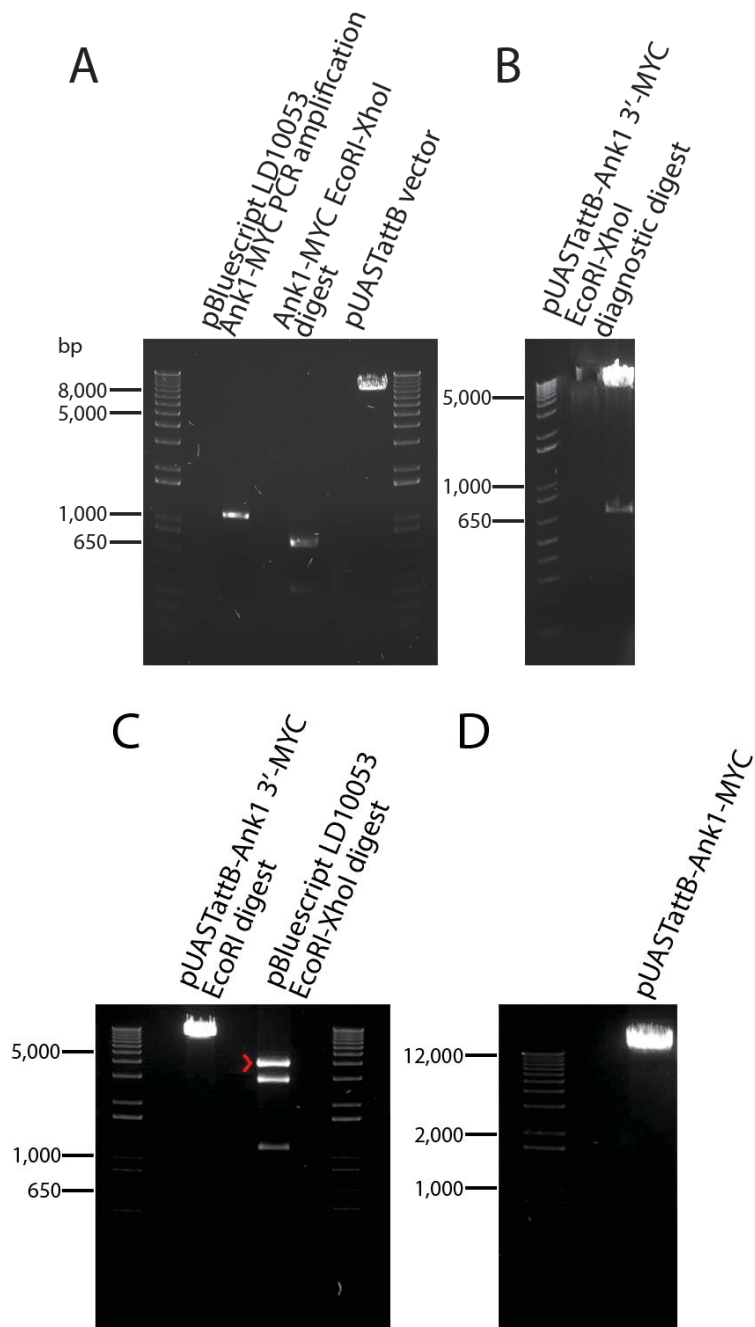 A
pBluescript LD10053
Ank1-MYC PCR amplification
Ank1-MYC EcoRI-XhoI
digest
pUASTattB vector
bp
8,000
5,000
1,000
650
B
pUASTattB-Ank1 3'-MYC
EcoRI-XhoI
diagnostic digest
5,000
1,000
650
C
pUASTattB-Ank1 3'-MYC
EcoRI digest
pBluescript LD10053
EcoRI-XhoI digest
5,000
1,000
650
D
pUASTattB-Ank1-MYC
12,000
2,000
1,000